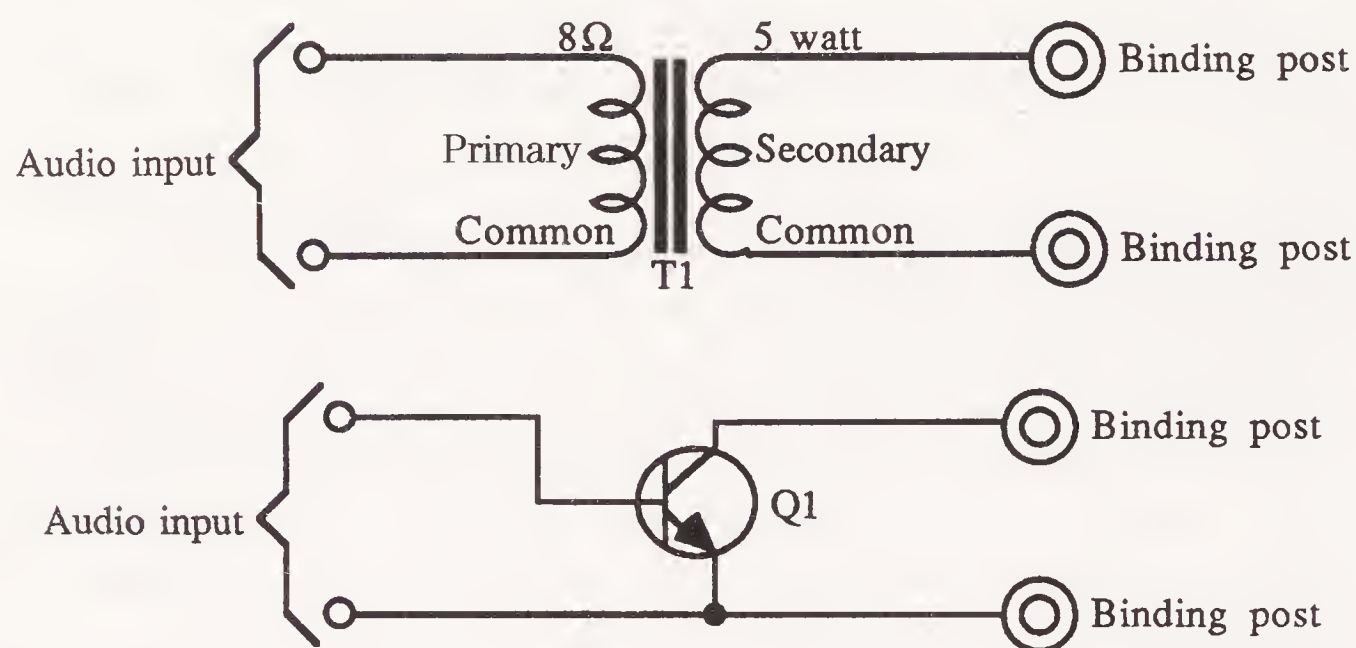 8Ω
5 watt
Binding post
Audio input
Primary
Secondary
Common
Common
Binding post
T1
Binding post
Audio input
Q1
Binding post